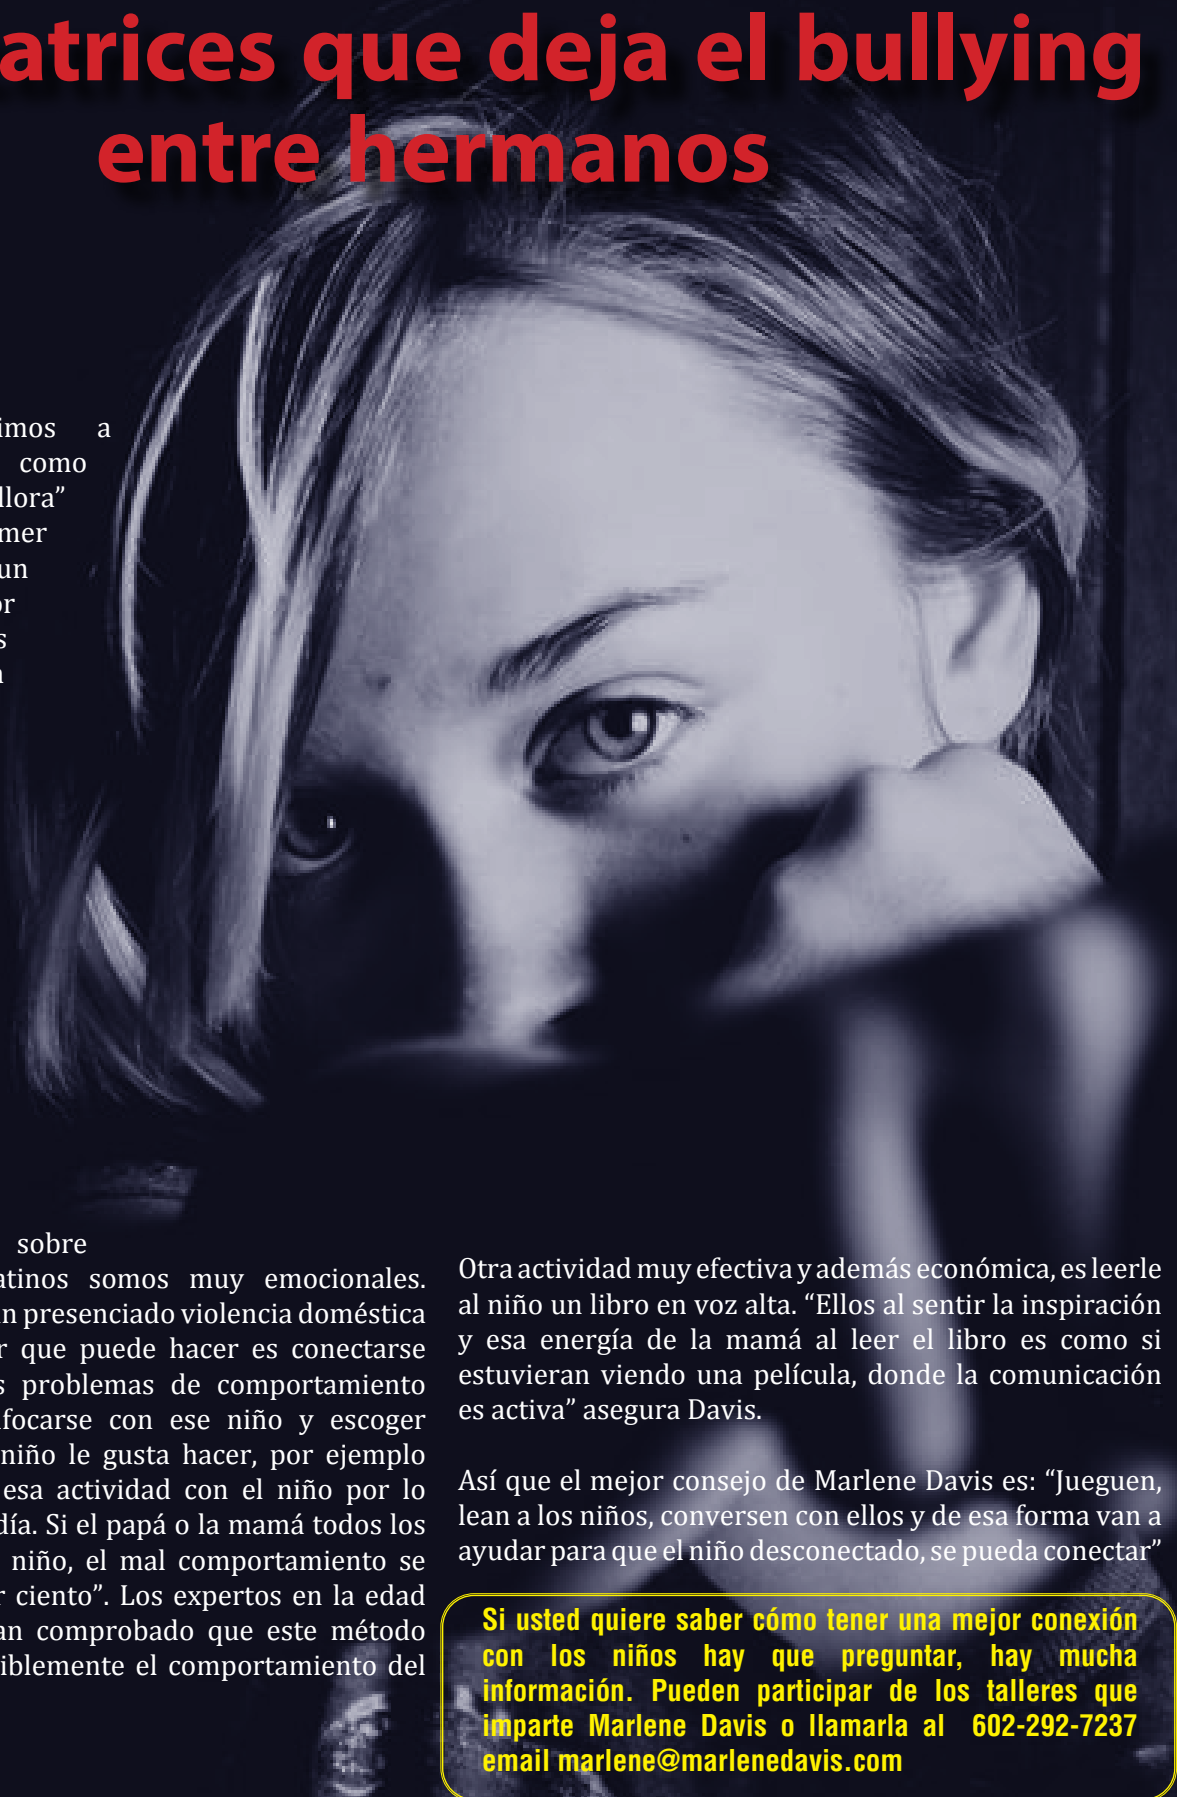 atrices que deja el bullying
entre hermanos
imos a
como
llora”
mer
un
or
s
n
sobre
atinos somos muy emocionales.
an presenciado violencia doméstica
r que puede hacer es conectarse
s problemas de comportamiento
nfocarse con ese niño y escoger
niño le gusta hacer, por ejemplo
esa actividad con el niño por lo
día. Si el papá o la mamá todos los
niño, el mal comportamiento se
r ciento”. Los expertos en la edad
an comprobado que este método
siblemente el comportamiento del
Otra actividad muy efectiva y además económica, es leerle
al niño un libro en voz alta. “Ellos al sentir la inspiración
y esa energía de la mamá al leer el libro es como si
estuvieran viendo una película, donde la comunicación
es activa” asegura Davis.
Así que el mejor consejo de Marlene Davis es: “Jueguen,
lean a los niños, conversen con ellos y de esa forma van a
ayudar para que el niño desconectado, se pueda conectar”
Si usted quiere saber cómo tener una mejor conexión
con los niños hay que preguntar, hay mucha
información. Pueden participar de los talleres que
imparte Marlene Davis o llamarla al 602-292-7237
email marlene@marlenedavis.com